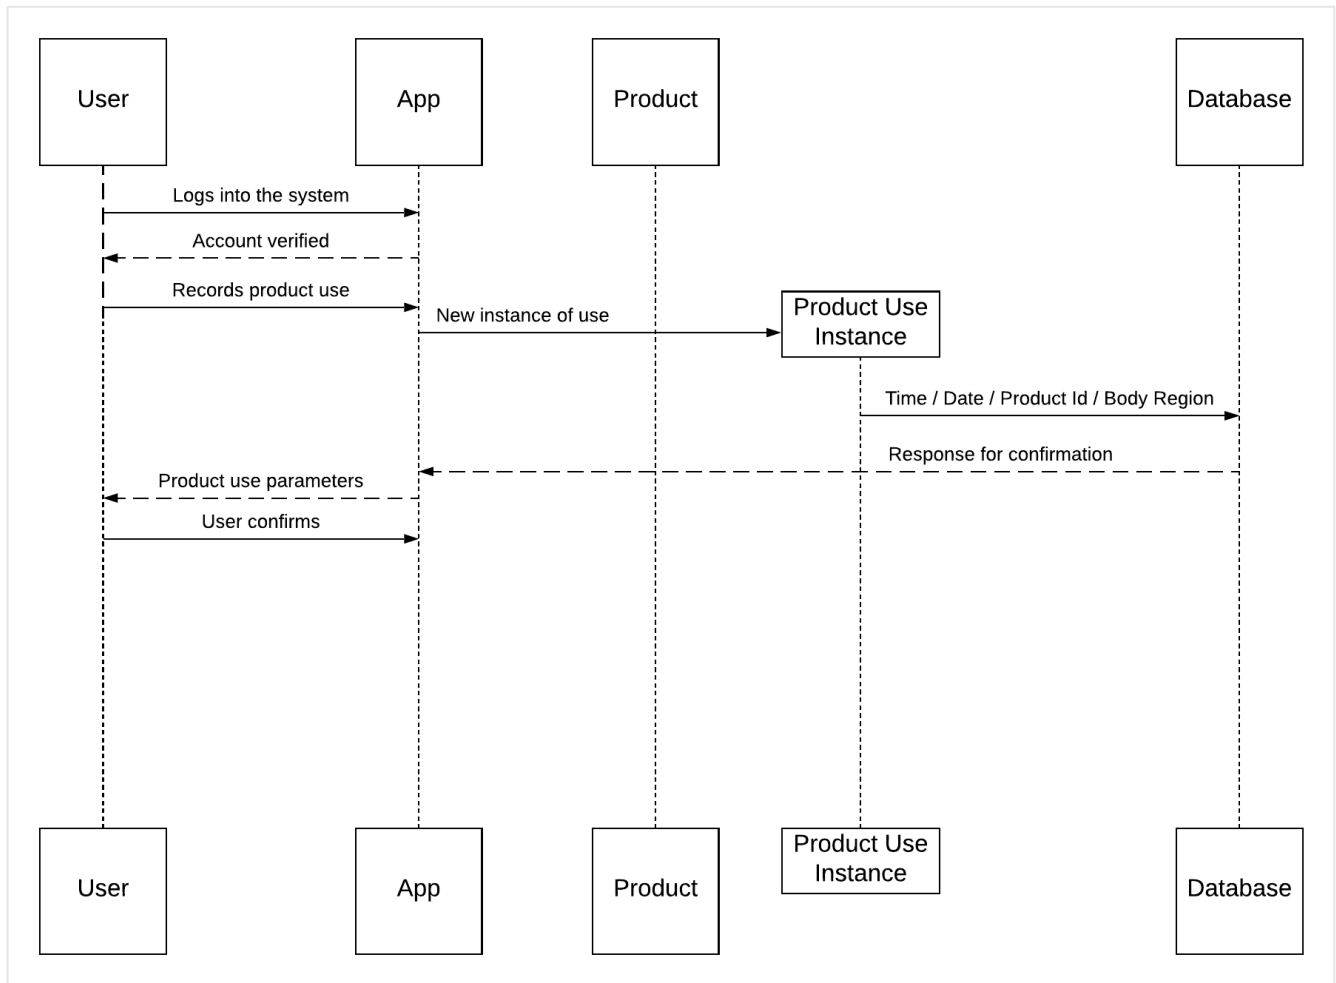 User
App
Product
Database
Logs into the system
Account verified
Records product use
New instance of use
Product Use
Instance
Time / Date / Product Id / Body Region
Response for confirmation
Product use parameters
User confirms
User
App
Product
Product Use
Instance
Database